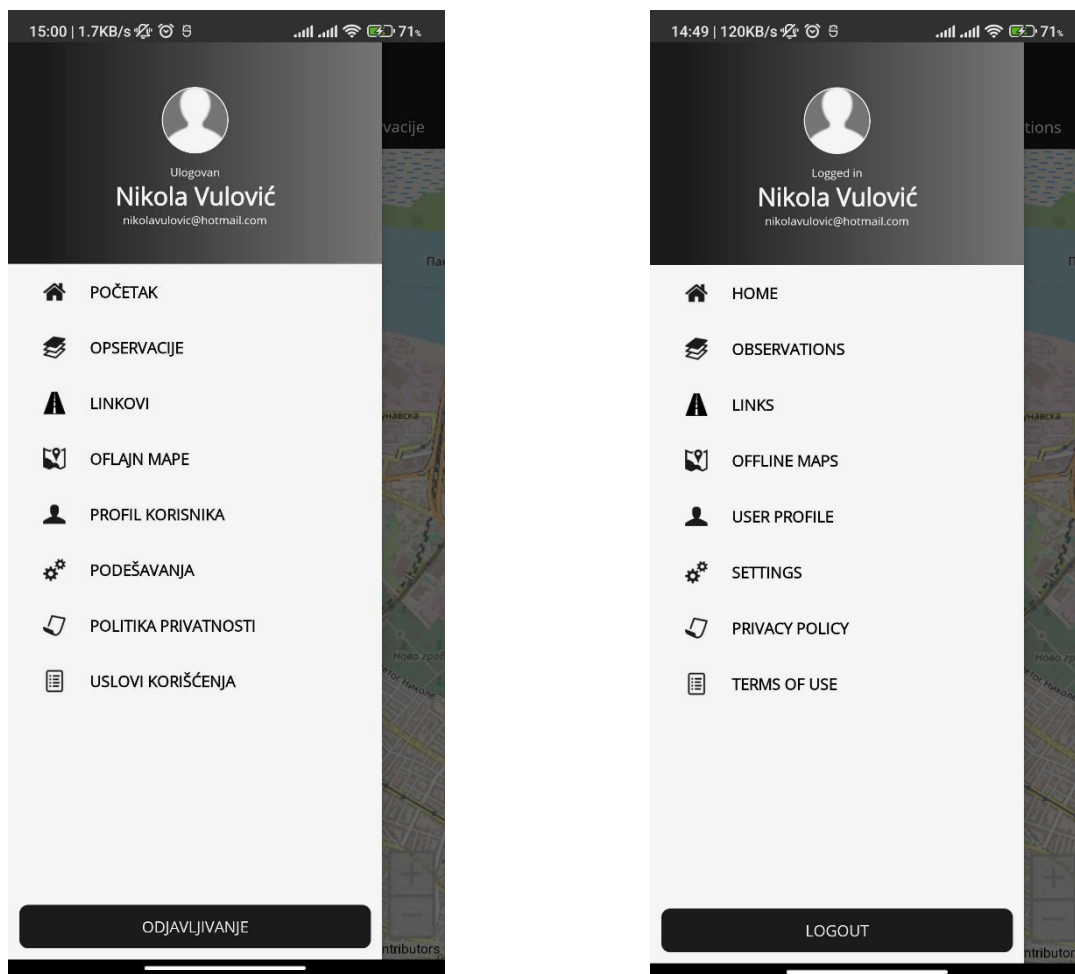 15:00 | 1.7KB/s
71%
vacije
Ulogovan
Nikola Vulović
nikolavulovic@hotmail.com
POČETAK
OPSERVACIJE
LINKOVI
OFLAJN MAPE
PROFIL KORISNIKA
PODEŠAVANJA
POLITIKA PRIVATNOSTI
USLOVI KORIŠĆENJA
ODJAVLJIVANJE
ntributors
14:49 | 120KB/s
71%
tions
Logged in
Nikola Vulović
nikolavulovic@hotmail.com
HOME
OBSERVATIONS
LINKS
OFFLINE MAPS
USER PROFILE
SETTINGS
PRIVACY POLICY
TERMS OF USE
LOGOUT
ntributor